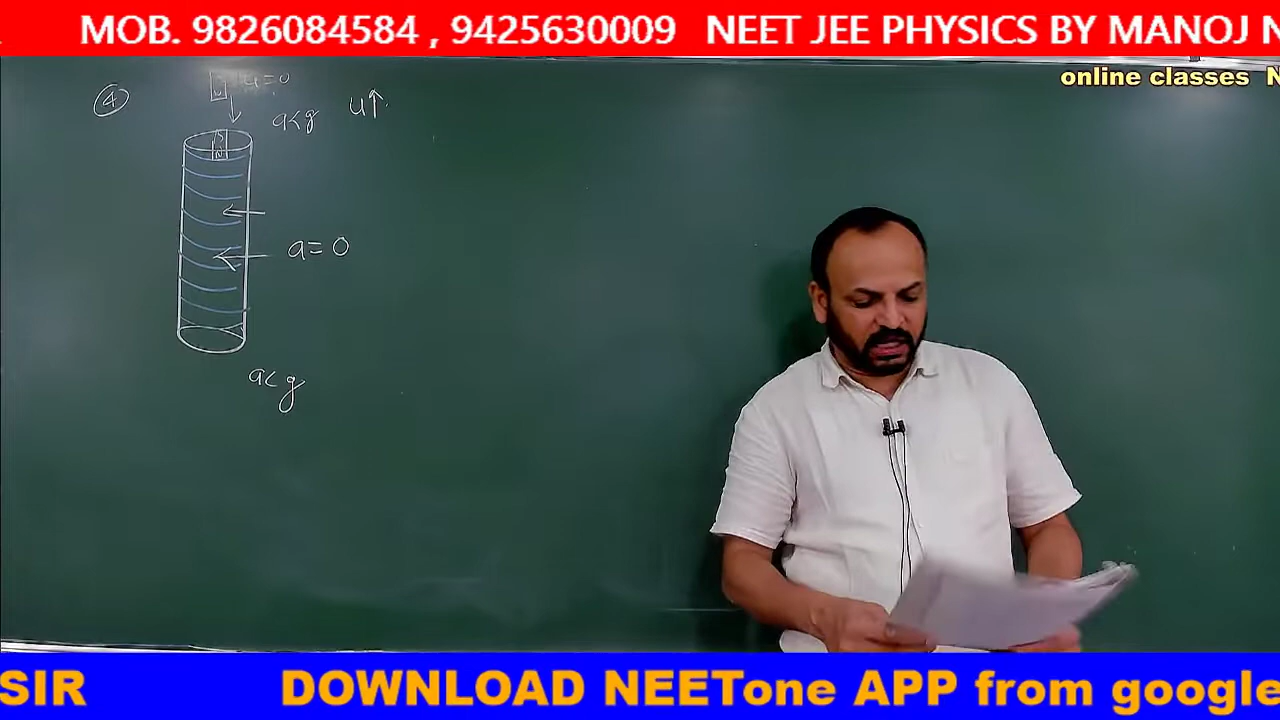 MOB. 9826084584 , 9425630009 NEET JEE PHYSICS BY MANOJ N
online classes N
④ u=0
a<g u↑
S
N
a=0
a<g
SIR DOWNLOAD NEETone APP from google